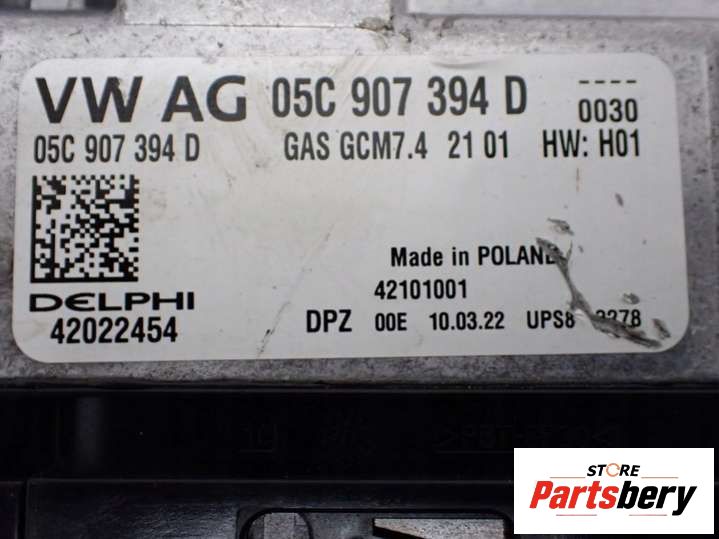 VW AG 05C 907 394 D ----
0030
05C 907 394 D GAS GCM7.4 21 01 HW: H01
Made in POLAND
42101001
DELPHI
42022454
DPZ 00E 10.03.22
STORE
Partsbery